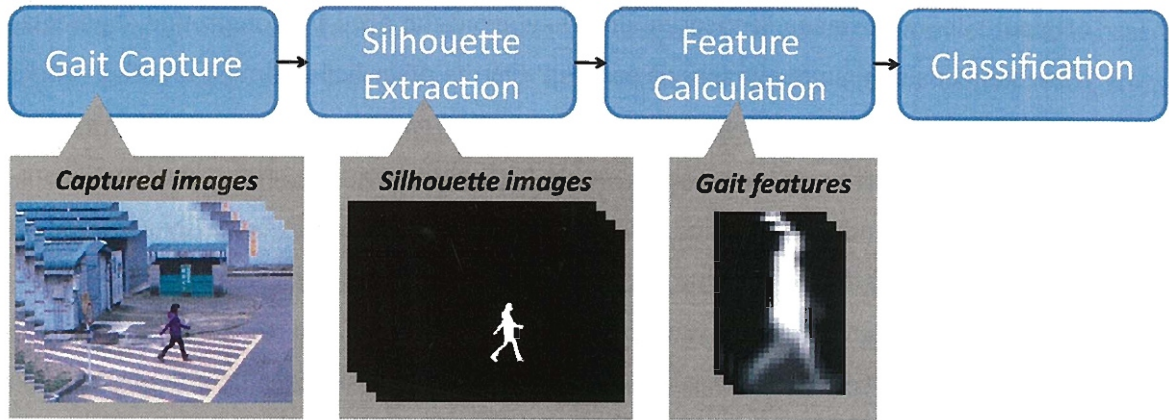 Gait Capture
Silhouette
Extraction
Feature
Calculation
Classification
Captured images
Silhouette images
Gait features